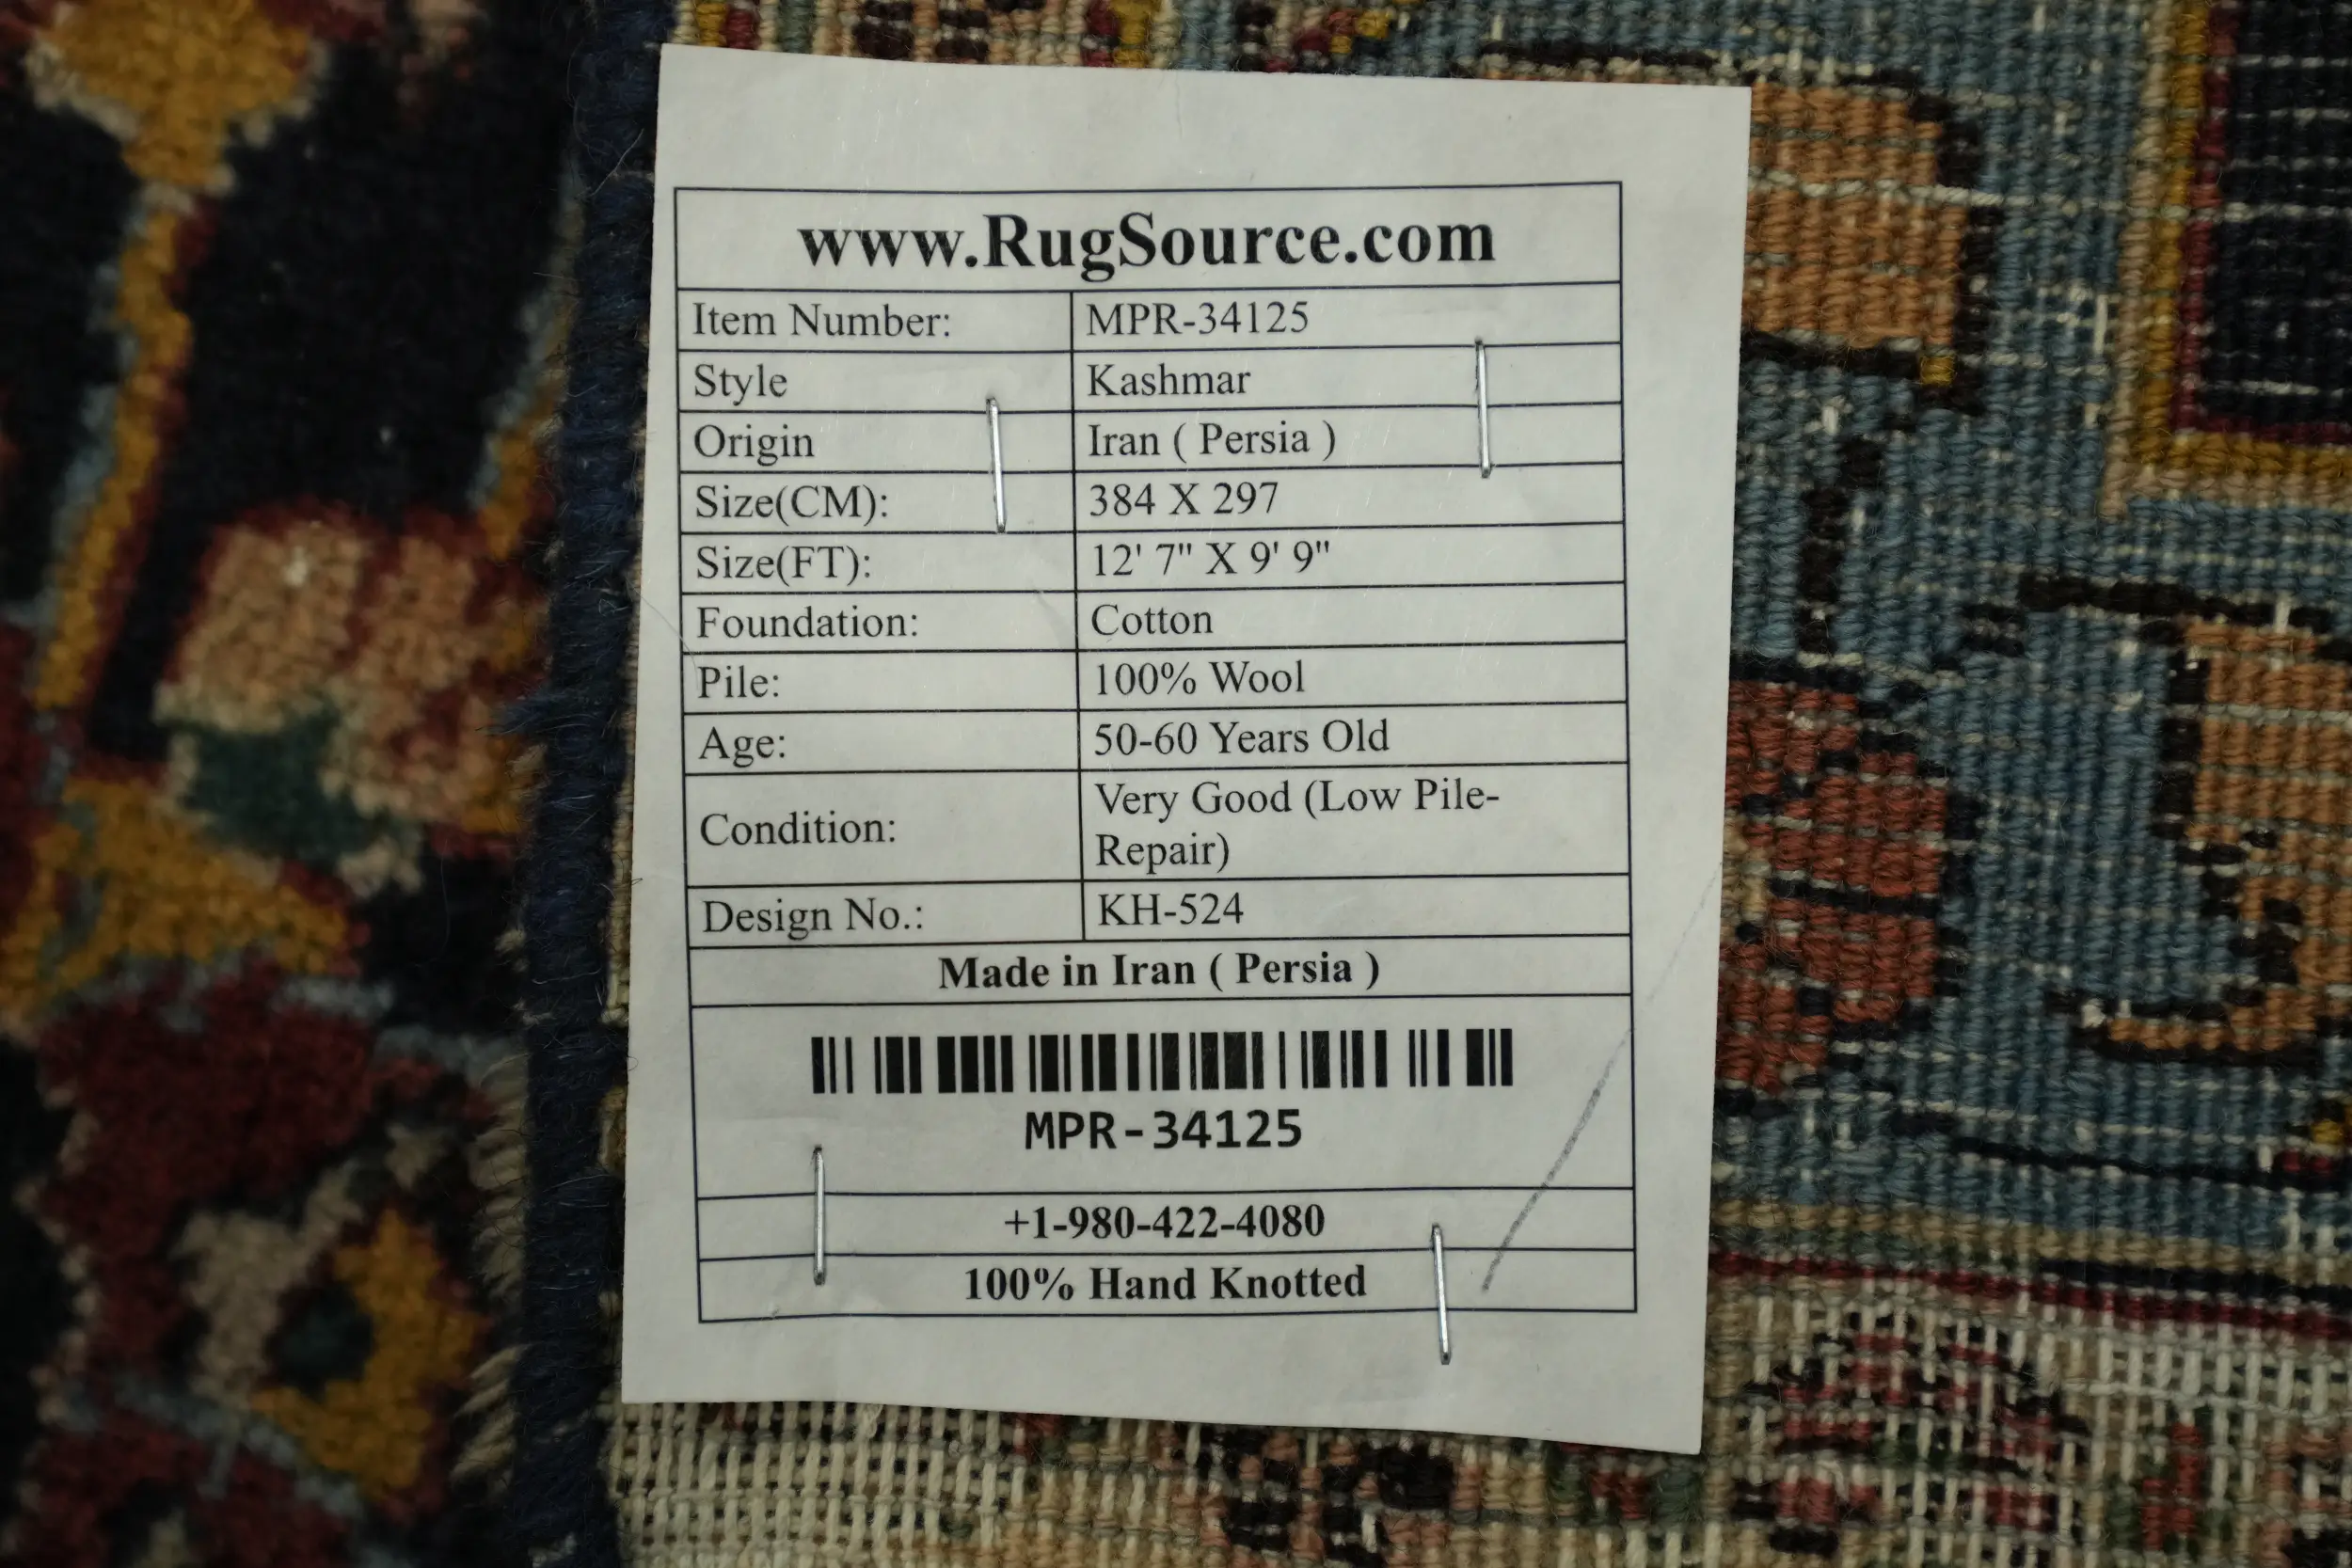 www.RugSource.com
Item Number: MPR-34125
Style Kashmar
Origin Iran ( Persia )
Size(CM): 384 X 297
Size(FT): 12' 7" X 9' 9"
Foundation: Cotton
Pile: 100% Wool
Age: 50-60 Years Old
Condition: Very Good (Low Pile-
Repair)
Design No.: KH-524
Made in Iran ( Persia )
MPR-34125
+1-980-422-4080
100% Hand Knotted